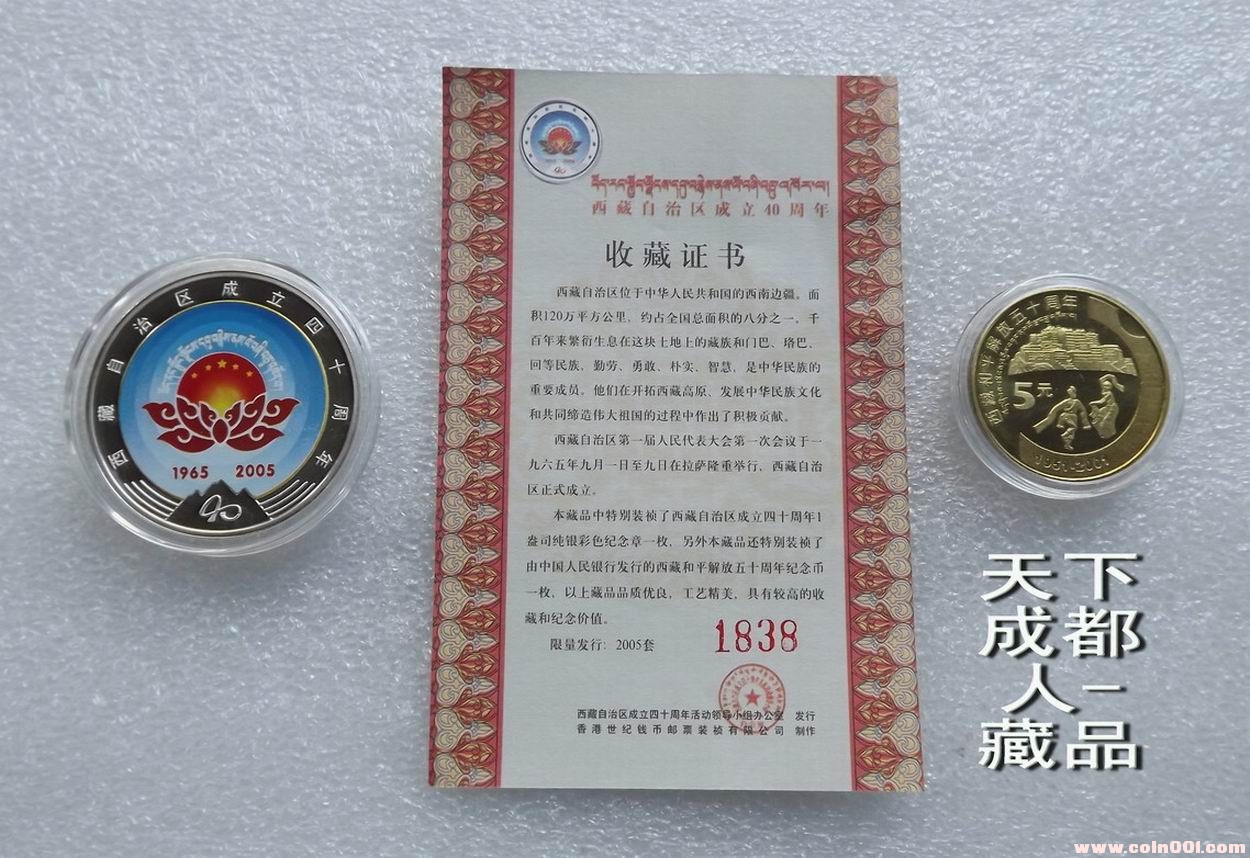 西藏自治区成立四十周年
1965 2005
40
西藏自治区成立40周年
收藏证书
西藏自治区位于中华人民共和国的西南边疆。面
积120万平方公里，约占全国总面积的八分之一。千
百年来繁衍生息在这块土地上的藏族和门巴、珞巴、
回等民族，勤劳、勇敢、朴实、智慧，是中华民族的
重要成员。他们在开拓西藏高原、发展中华民族文化
和共同缔造伟大祖国的过程中作出了积极贡献。
西藏自治区第一届人民代表大会第一次会议于一
九六五年九月一日至九日在拉萨隆重举行，西藏自治
区正式成立。
本藏品中特别装祯了西藏自治区成立四十周年1
盎司纯银彩色纪念章一枚，另外本藏品还特别装祯了
由中国人民银行发行的西藏和平解放五十周年纪念币
一枚，以上藏品品质优良，工艺精美，具有较高的收
藏和纪念价值。
限量发行：2005套
1838
西藏自治区成立四十周年活动领导小组办公室 发行
香港世纪钱币邮票装祯有限公司 制作
西藏和平解放五十周年
5元
1951-2001
天下
成都
人-
藏品
www.coin001.com